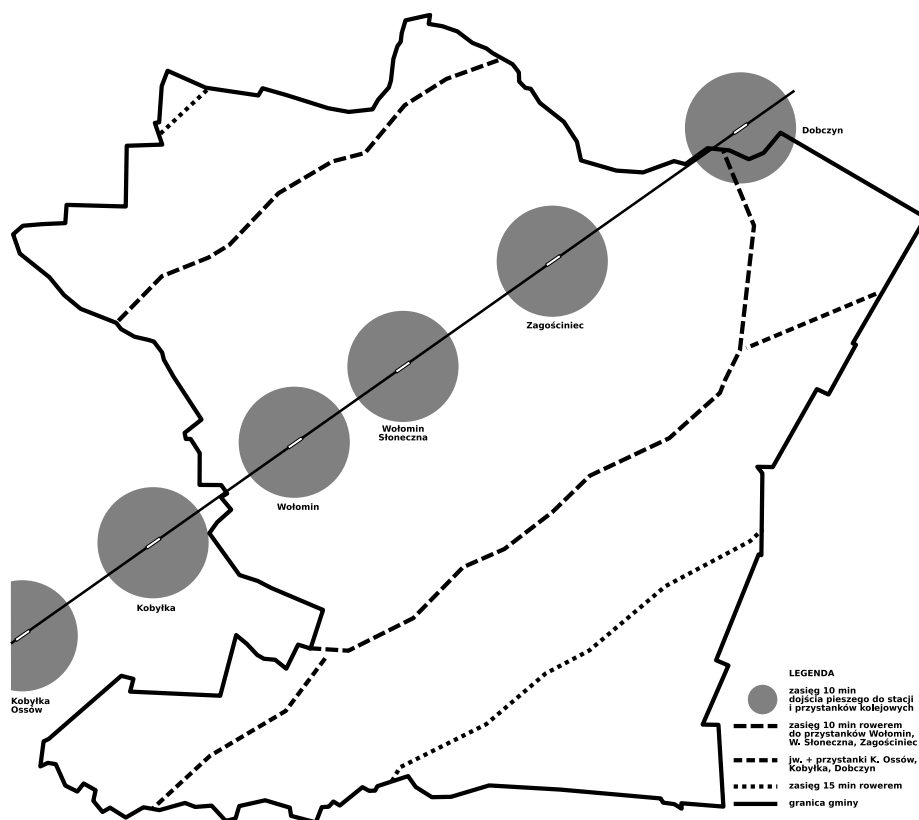 Dobczyn
Zagościniec
Wołomin
Słoneczna
Wołomin
Kobyłka
Kobyłka
Ossów
LEGENDA
zasięg 10 min
dojścia pieszego do stacji
i przystanków kolejowych
zasięg 10 min rowerem
do przystanków Wołomin,
W. Słoneczna, Zagościniec
jw. + przystanki K. Ossów,
Kobyłka, Dobczyn
zasięg 15 min rowerem
granica gminy